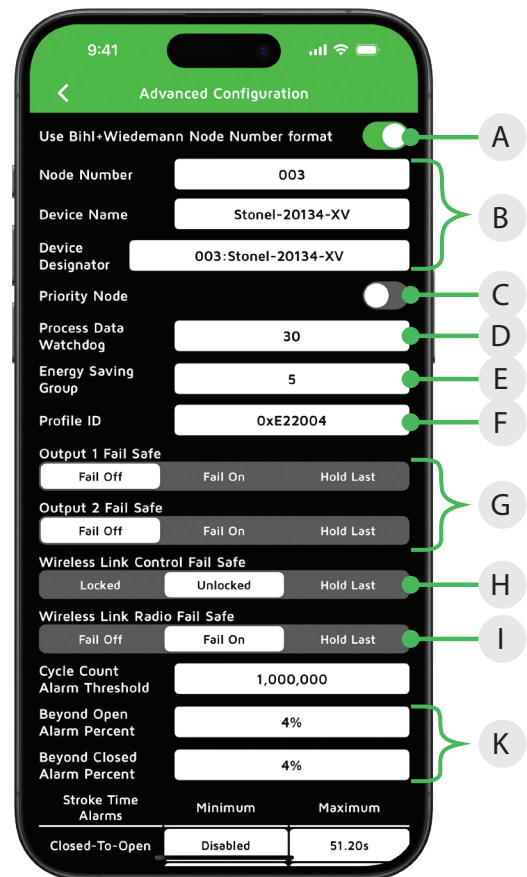 9:41
Advanced Configuration
Use Bihl+Wiedemann Node Number format
A
Node Number
003
Device Name
Stonel-20134-XV
B
Device
Designator
003:Stonel-20134-XV
Priority Node
C
Process Data
Watchdog
30
D
Energy Saving
Group
5
E
Profile ID
0xE22004
F
Output 1 Fail Safe
Fail Off Fail On Hold Last
G
Output 2 Fail Safe
Fail Off Fail On Hold Last
Wireless Link Control Fail Safe
Locked Unlocked Hold Last
H
Wireless Link Radio Fail Safe
Fail Off Fail On Hold Last
I
Cycle Count
Alarm Threshold
1,000,000
Beyond Open
Alarm Percent
4%
K
Beyond Closed
Alarm Percent
4%
Stroke Time
Alarms
Minimum Maximum
Closed-To-Open Disabled 51.20s